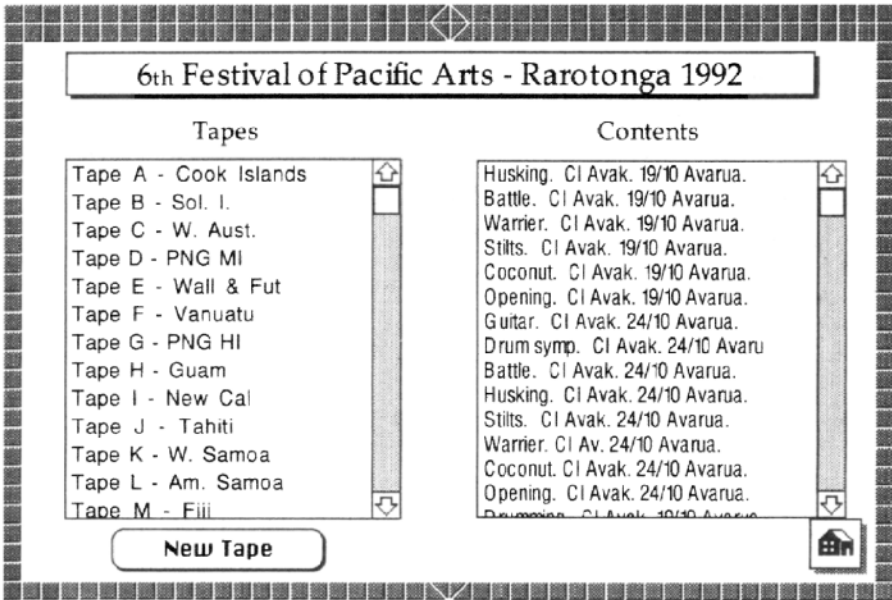 6th Festival of Pacific Arts - Rarotonga 1992
Tapes
Tape A - Cook Islands
Tape B - Sol. I.
Tape C - W. Aust.
Tape D - PNG MI
Tape E - Wall & Fut
Tape F - Vanuatu
Tape G - PNG HI
Tape H - Guam
Tape I - New Cal
Tape J - Tahiti
Tape K - W. Samoa
Tape L - Am. Samoa
Tape M - Fiji
New Tape
Contents
Husking. CI Avak. 19/10 Avarua.
Battle. CI Avak. 19/10 Avarua.
Warrier. CI Avak. 19/10 Avarua.
Stilts. CI Avak. 19/10 Avarua.
Coconut. CI Avak. 19/10 Avarua.
Opening. CI Avak. 19/10 Avarua.
Guitar. CI Avak. 24/10 Avarua.
Drum symp. CI Avak. 24/10 Avaru
Battle. CI Avak. 24/10 Avarua.
Husking. CI Avak. 24/10 Avarua.
Stilts. CI Avak. 24/10 Avarua.
Warrier. CI Av. 24/10 Avarua.
Coconut. CI Avak. 24/10 Avarua.
Opening. CI Avak. 24/10 Avarua.
Drumming. CI Avak. 19/10 Avarua